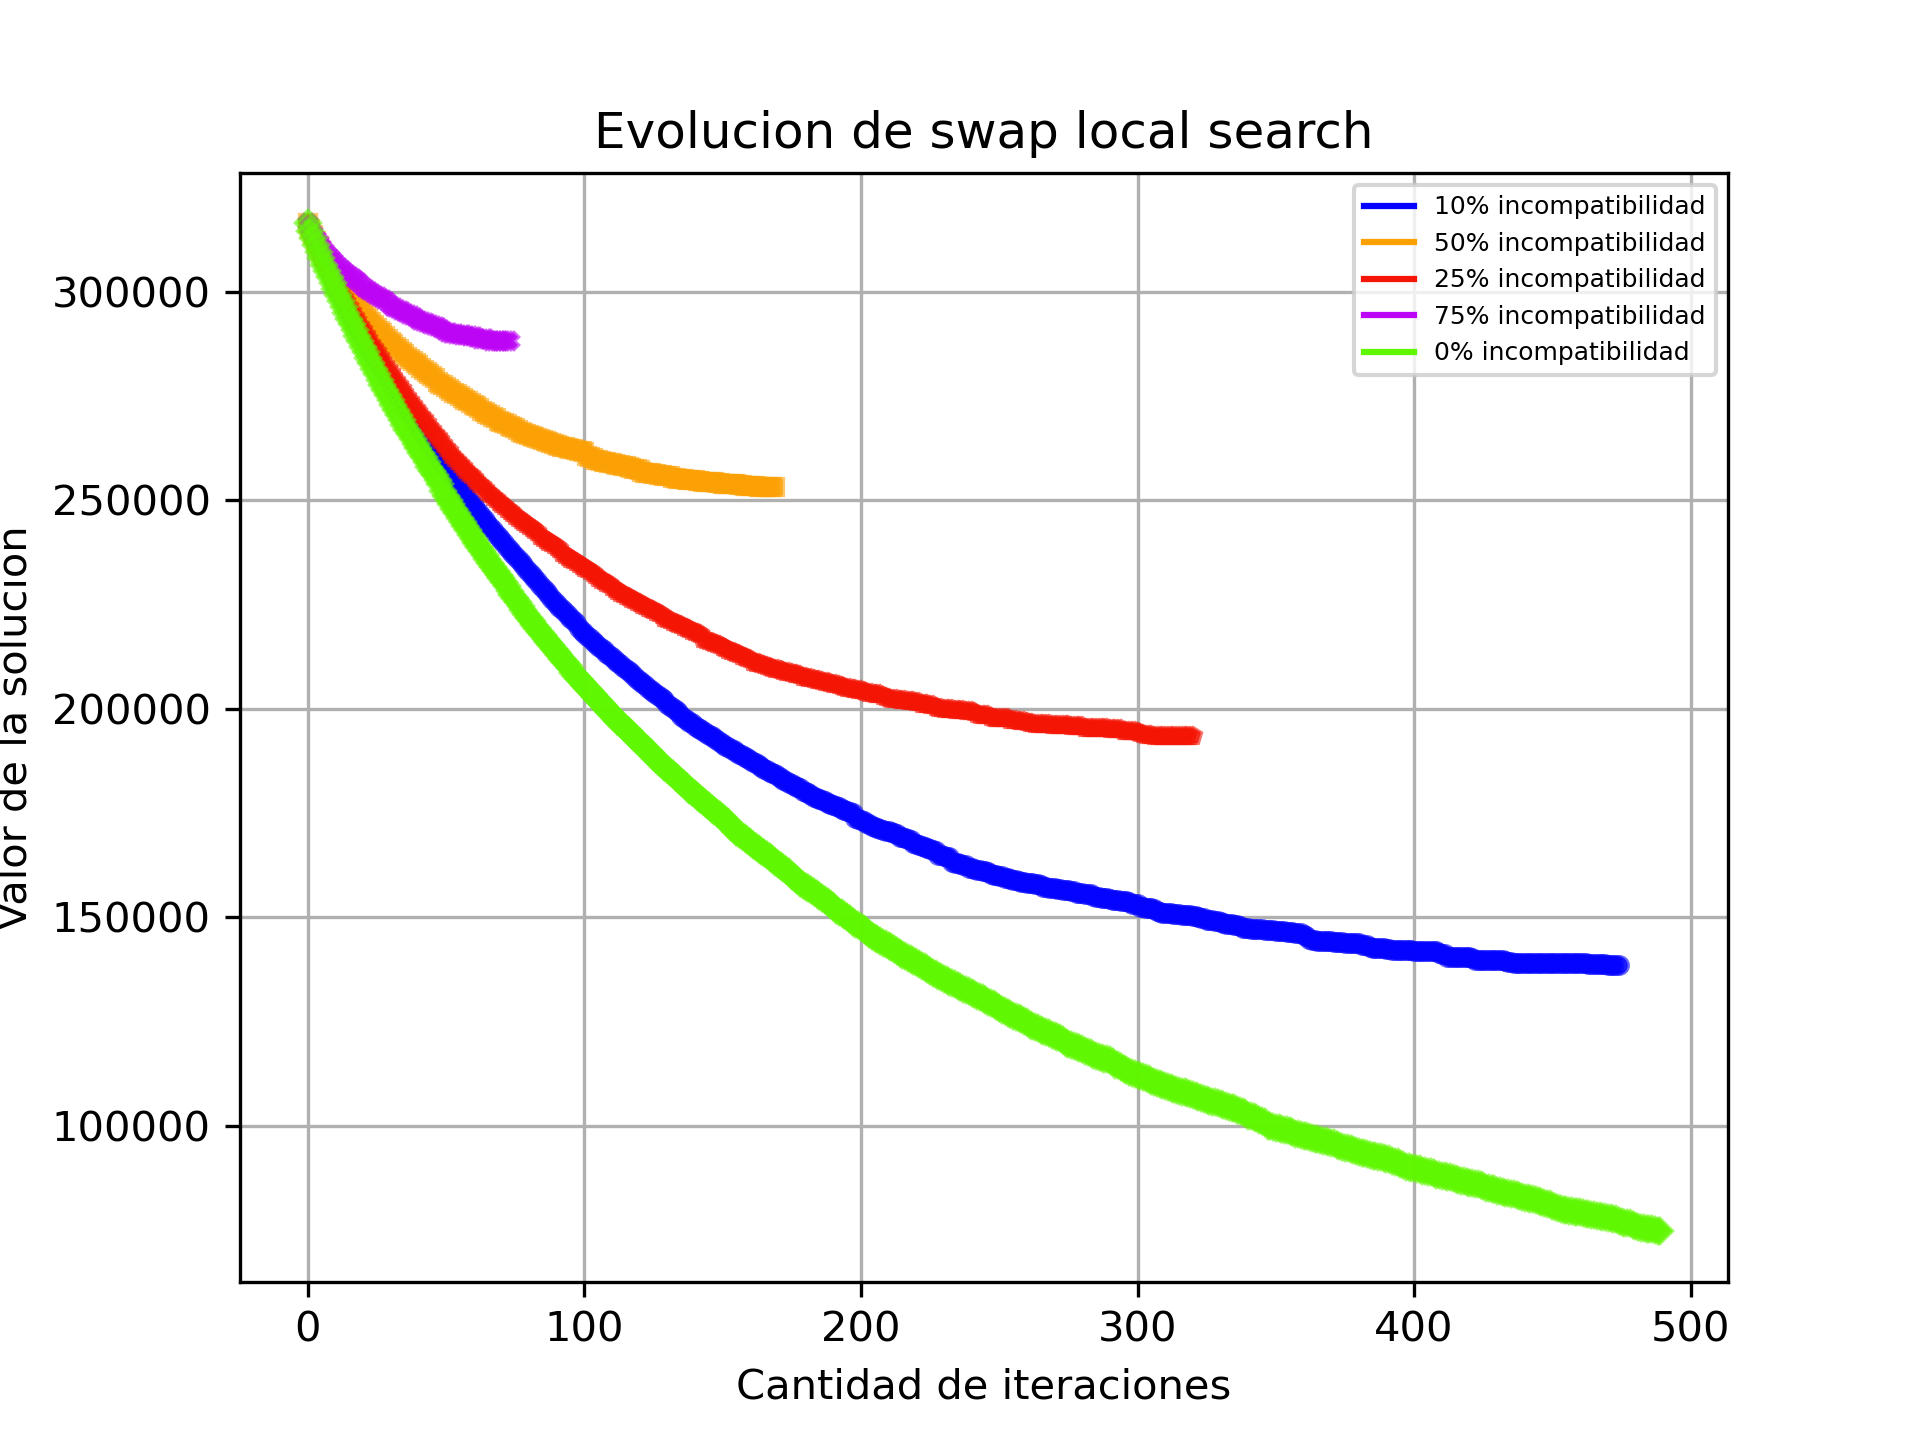 Evolucion de swap local search
10% incompatibilidad
50% incompatibilidad
25% incompatibilidad
75% incompatibilidad
0% incompatibilidad
Valor de la solucion
300000
250000
200000
150000
100000
0 100 200 300 400 500
Cantidad de iteraciones